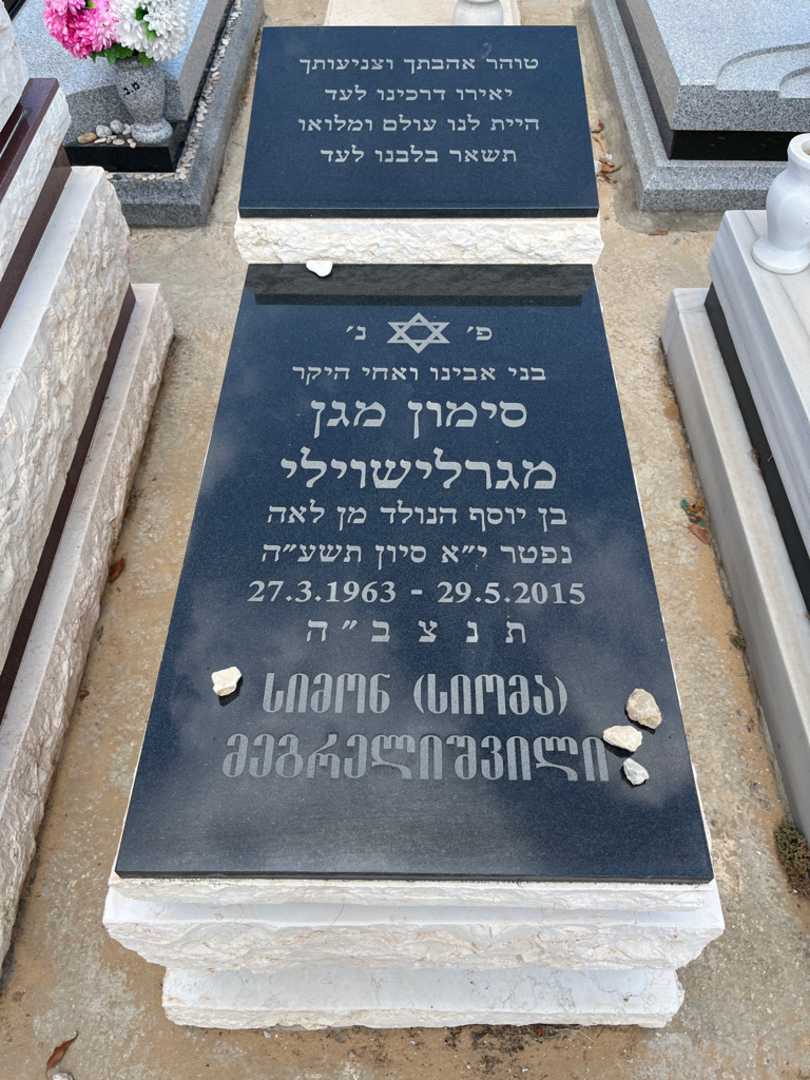 טוהר אהבתך וצניעותך
יאירו דרכינו לעד
היית לנו עולם ומלואו
תשאר בלבנו לעד
פ׳ נ׳
בני אבינו ואחי היקר
סימון מגן
מגרלישוילי
בן יוסף הנולד מן לאה
נפטר י״א סיון תשע״ה
27.3.1963 - 29.5.2015
ת נ צ ב ״ ה
სიმონ (სიომა)
მეგრელიშვილი